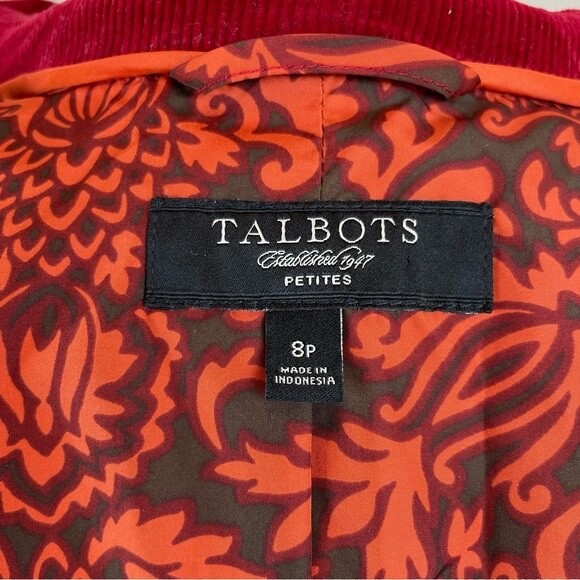 TALBOTS
Established 1947
PETITES
8P
MADE IN
INDONESIA